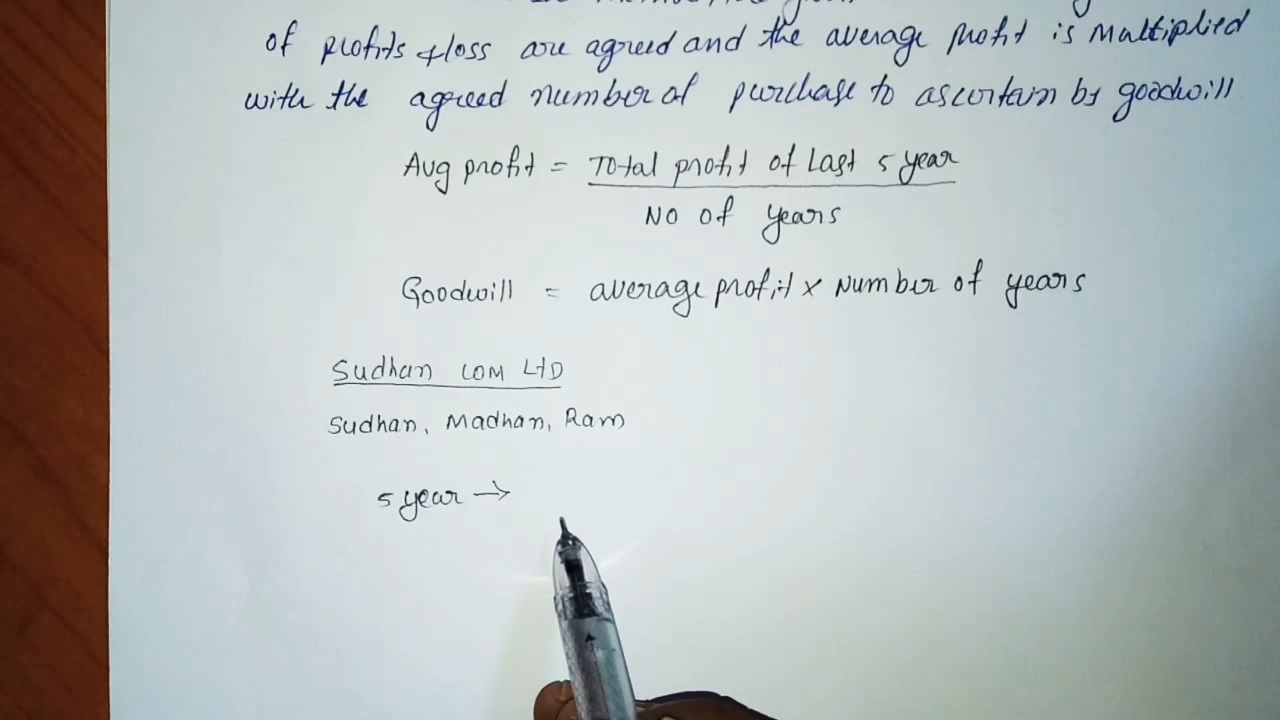 of profits & loss are agreed and the average profit is multiplied
with the agreed number of purchase to ascertain by goodwill
Avg profit = Total profit of Last 5 year
No of years
Goodwill = average profit x Number of years
Sudhan COM LTD
Sudhan, Madhan, Ram
5 year →